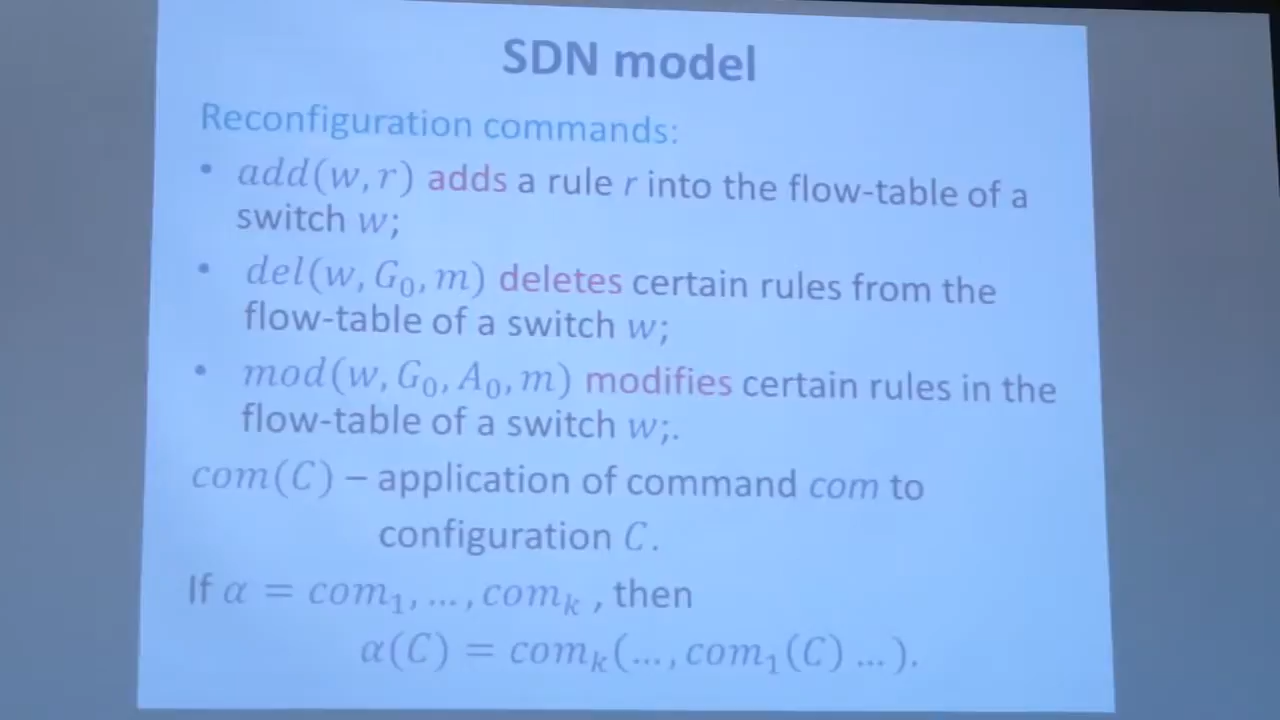 SDN model
Reconfiguration commands:
• add(w, r) adds a rule r into the flow-table of a
switch w;
• del(w, G₀, m) deletes certain rules from the
flow-table of a switch w;
• mod(w, G₀, A₀, m) modifies certain rules in the
flow-table of a switch w;.
com(C) – application of command com to
configuration C.
If α = com₁, … , comₖ , then
α(C) = comₖ(… , com₁(C) … ).